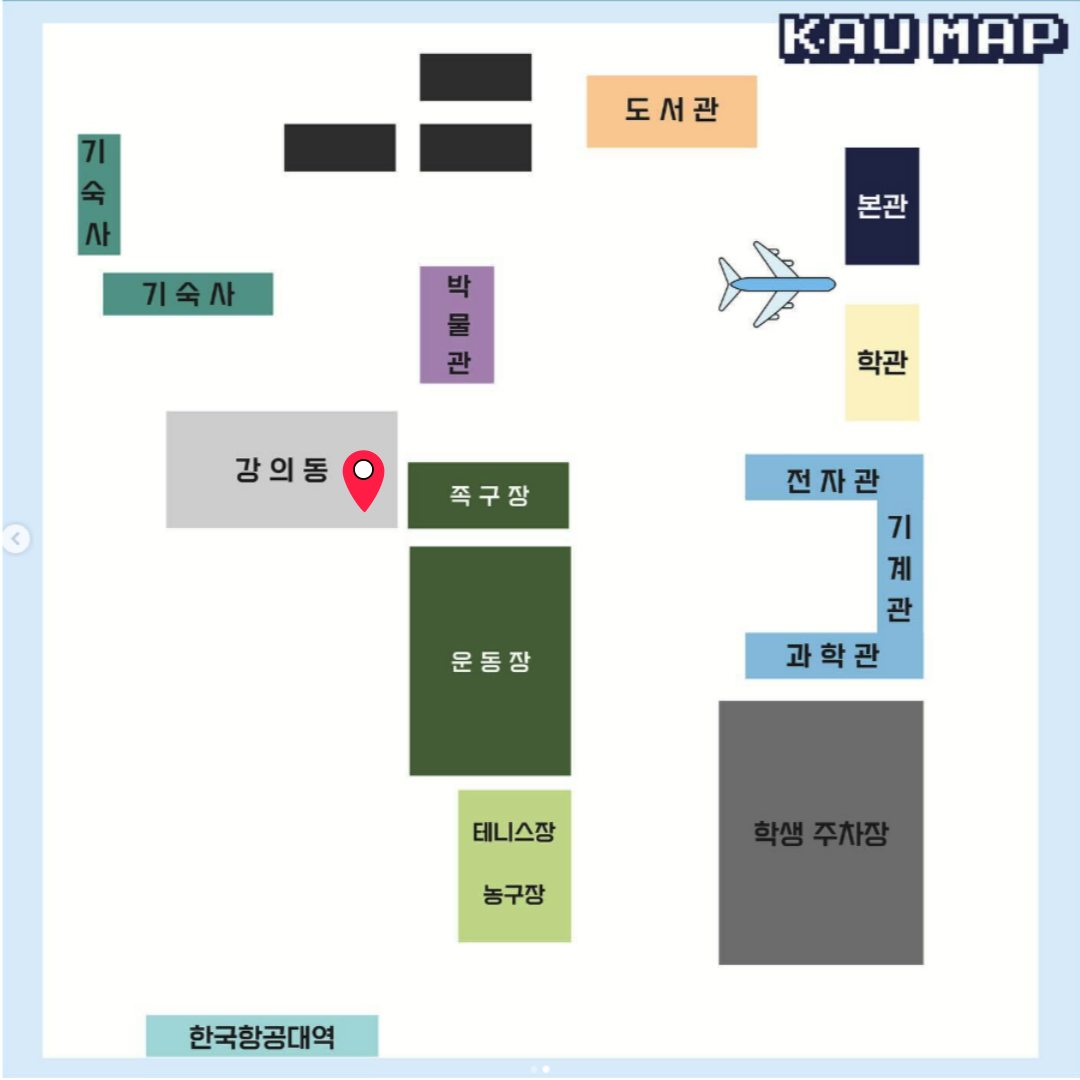 K·AU MAP
도서관
기
숙
사
본관
기숙사
박
물
관
학관
강의동
족구장
전자관
기
계
관
운동장
과학관
테니스장
농구장
학생 주차장
한국항공대역